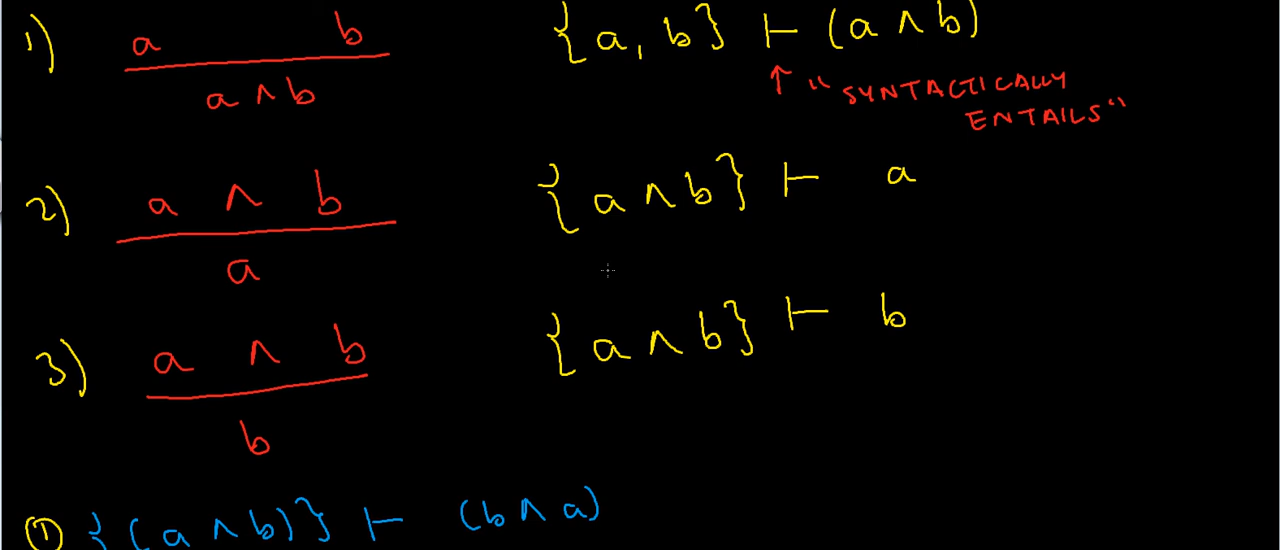 1) a b {a, b} ⊢ (a ∧ b)
a ∧ b ↑ "SYNTACTICALLY
ENTAILS"
2) a ∧ b {a ∧ b} ⊢ a
a
3) a ∧ b {a ∧ b} ⊢ b
b
① {(a ∧ b)} ⊢ (b ∧ a)